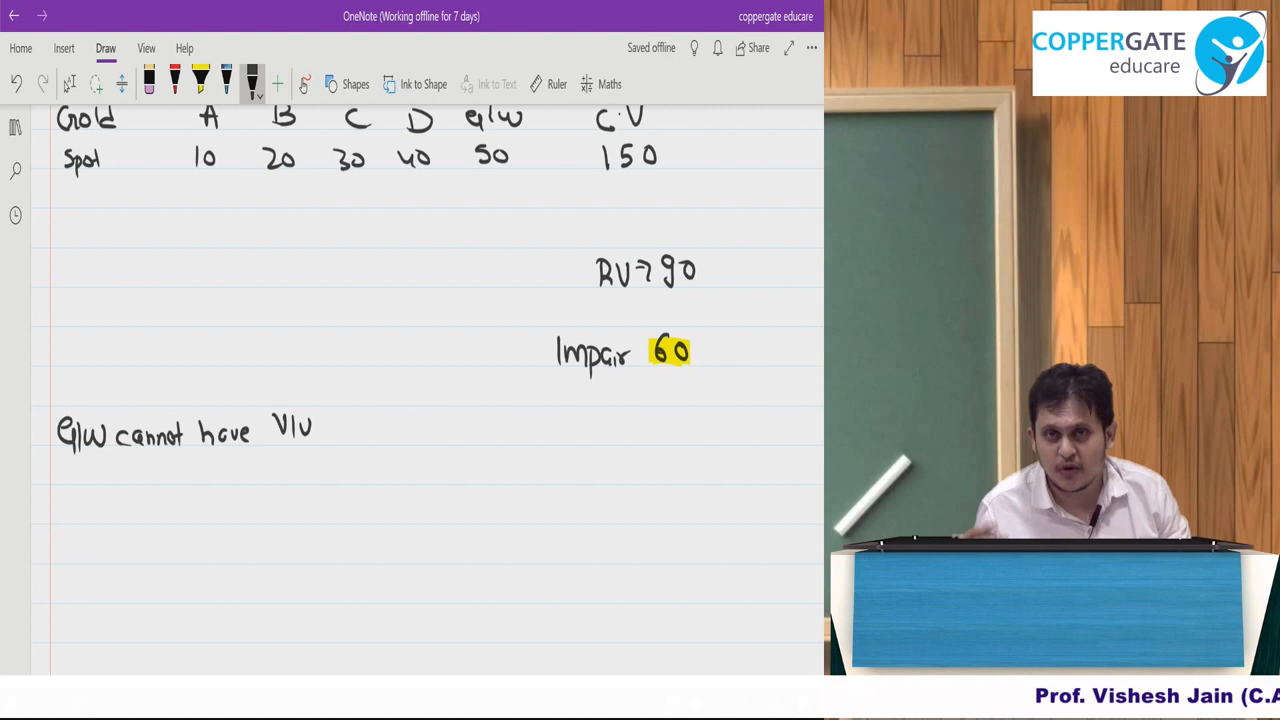 OneNote (Working offline for 7 days)
coppergate educare
Home Insert Draw View Help
Saved offline
Share
Shapes
Ink to Shape
Ink to Text
Ruler
Maths
Gold A B C D G/W C.V
Spot 10 20 30 40 50 150
RV→90
Impair 60
G/W cannot have V/U
COPPERGATE
educare
Prof. Vishesh Jain (C.A